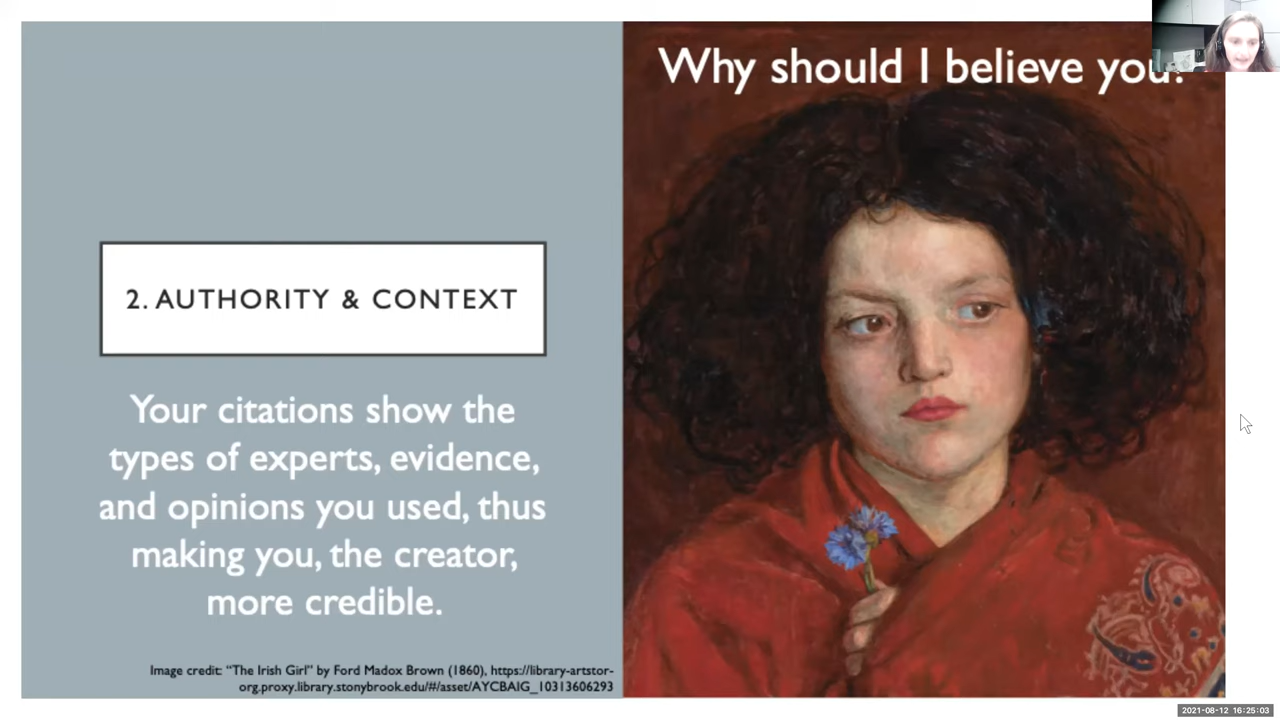 Why should I believe you?
2. AUTHORITY & CONTEXT
Your citations show the
types of experts, evidence,
and opinions you used, thus
making you, the creator,
more credible.
Image credit: “The Irish Girl” by Ford Madox Brown (1860), https://library-artstor-
org.proxy.library.stonybrook.edu/#/asset/AYCBAIG_10313606293
2021-08-12 16:25:03